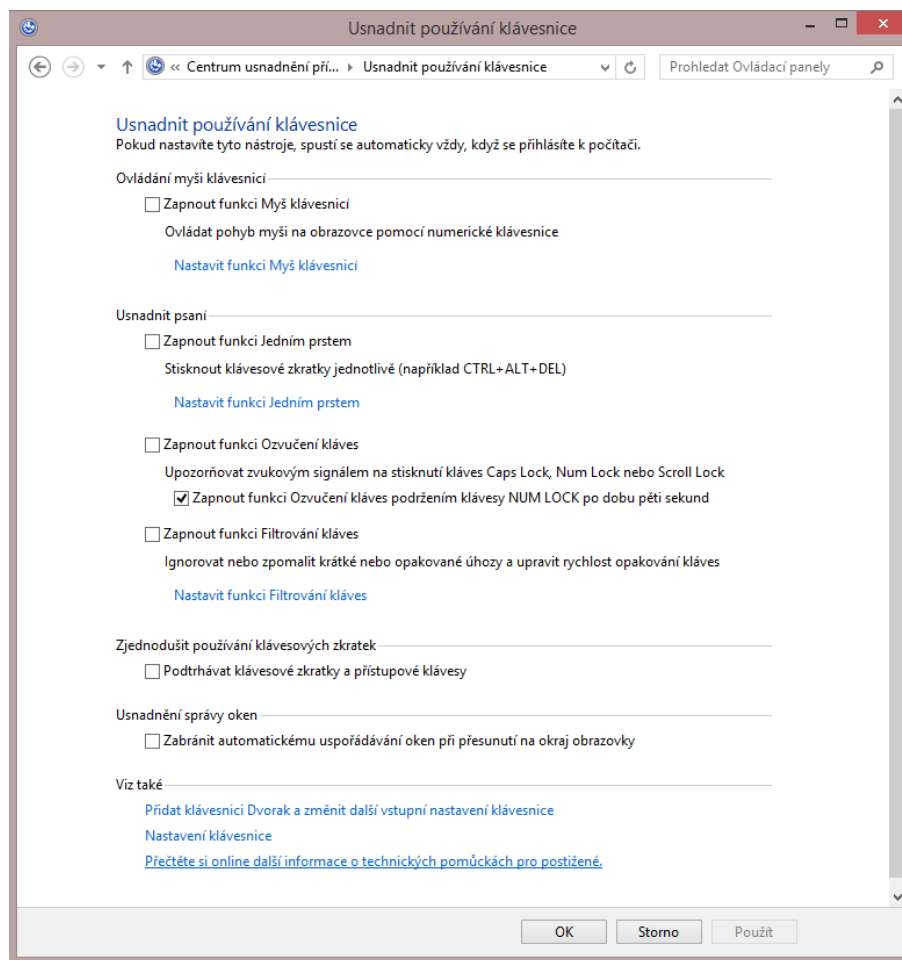 Usnadnit používání klávesnice
« Centrum usnadnění pří... Usnadnit používání klávesnice Prohledat Ovládací panely
Usnadnit používání klávesnice
Pokud nastavíte tyto nástroje, spustí se automaticky vždy, když se přihlásíte k počítači.
Ovládání myši klávesnicí
Zapnout funkci Myš klávesnicí
Ovládat pohyb myši na obrazovce pomocí numerické klávesnice
Nastavit funkci Myš klávesnicí
Usnadnit psaní
Zapnout funkci Jedním prstem
Stisknout klávesové zkratky jednotlivě (například CTRL+ALT+DEL)
Nastavit funkci Jedním prstem
Zapnout funkci Ozvučení kláves
Upozorňovat zvukovým signálem na stisknutí kláves Caps Lock, Num Lock nebo Scroll Lock
Zapnout funkci Ozvučení kláves podržením klávesy NUM LOCK po dobu pěti sekund
Zapnout funkci Filtrování kláves
Ignorovat nebo zpomalit krátké nebo opakované úhozy a upravit rychlost opakování kláves
Nastavit funkci Filtrování kláves
Zjednodušit používání klávesových zkratek
Podtrhávat klávesové zkratky a přístupové klávesy
Usnadnění správy oken
Zabránit automatickému uspořádávání oken při přesunutí na okraj obrazovky
Viz také
Přidat klávesnici Dvorak a změnit další vstupní nastavení klávesnice
Nastavení klávesnice
Přečtěte si online další informace o technických pomůckách pro postižené.
OK Storno Použít